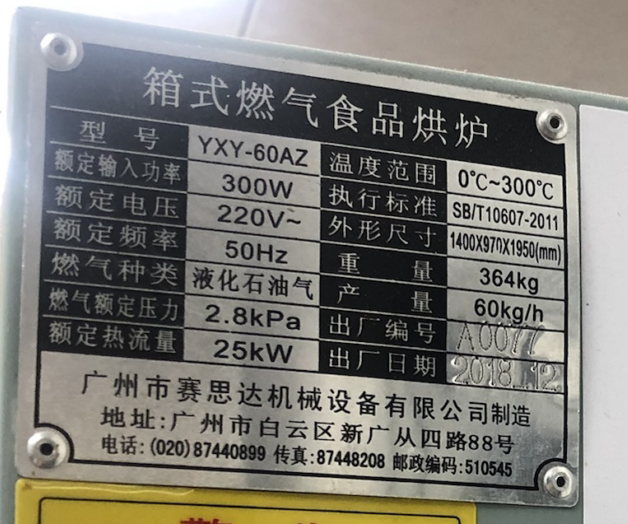 箱式燃气食品烘炉
型号 YXY-60AZ 温度范围 0℃~300℃
额定输入功率 300W 执行标准 SB/T10607-2011
额定电压 220V~ 外形尺寸 1400X970X1950(mm)
额定频率 50Hz 重量 364kg
燃气种类 液化石油气 产量 60kg/h
燃气额定压力 2.8kPa 出厂编号 A0077
额定热流量 25kW 出厂日期 2018.12
广州市赛思达机械设备有限公司制造
地址:广州市白云区新广从四路88号
电话:(020)87440899 传真:87448208 邮政编码:510545